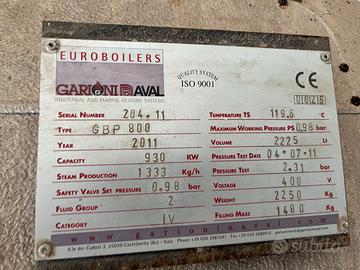 EUROBOILERS
GARIONI NAVAL
INDUSTRIAL AND MARINE HEATING SYSTEMS
QUALITY SYSTEM
ISO 9001
CE
SERIAL NUMBER 204.11
TYPE GBP 800
YEAR 2011
CAPACITY 930 KW
STEAM PRODUCTION 1333 Kg/h
SAFETY VALVE SET PRESSURE 0.98 bar
FLUID GROUP 2
CATEGORY IV
TEMPERATURE TS 119.6 °C
MAXIMUM WORKING PRESSURE PS 0.98 bar
VOLUME 2225 Lt
PRESSURE TEST DATE 04-07-11
PRESSURE TEST 2.31 bar
VOLTAGE 400 V
WEIGHT 2250 Kg
FILLING MASS 1480 Kg
www.garioninaval.com
subito